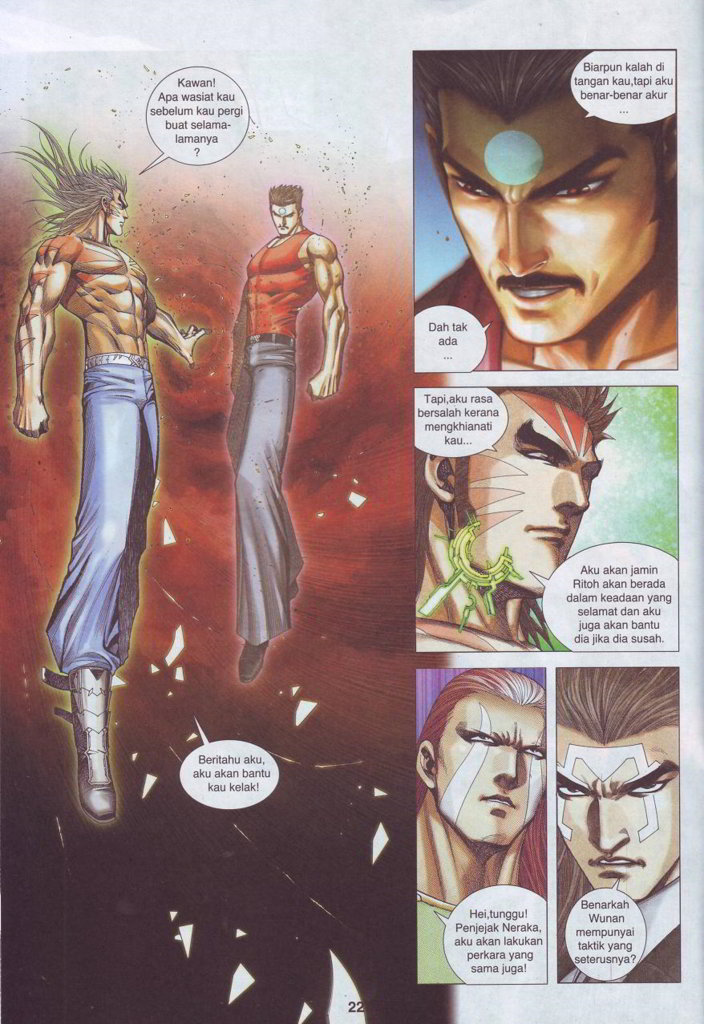 Kawan!
Apa wasiat kau
sebelum kau pergi
buat selama-
lamanya
?
Beritahu aku,
aku akan bantu
kau kelak!
Biarpun kalah di
tangan kau,tapi aku
benar-benar akur
...
Dah tak
ada
...
Tapi,aku rasa
bersalah kerana
mengkhianati
kau...
Aku akan jamin
Ritoh akan berada
dalam keadaan yang
selamat dan aku
juga akan bantu
dia jika dia susah.
Hei,tunggu!
Penjejak Neraka,
aku akan lakukan
perkara yang
sama juga!
Benarkah
Wunan
mempunyai
taktik yang
seterusnya?
22